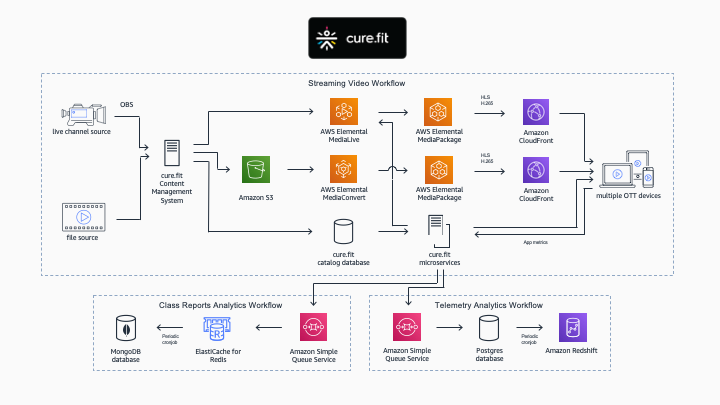 cure.fit
Streaming Video Workflow
OBS
live channel source
cure.fit
Content
Management
System
file source
Amazon S3
AWS Elemental
MediaLive
AWS Elemental
MediaConvert
cure.fit
catalog database
AWS Elemental
MediaPackage
AWS Elemental
MediaPackage
cure.fit
microservices
HLS
H.265
HLS
H.265
Amazon
CloudFront
Amazon
CloudFront
multiple OTT devices
App metrics
Class Reports Analytics Workflow
MongoDB
database
Periodic
cronjob
ElastiCache for
Redis
Amazon Simple
Queue Service
Telemetry Analytics Workflow
Amazon Simple
Queue Service
Postgres
database
Periodic
cronjob
Amazon Redshift